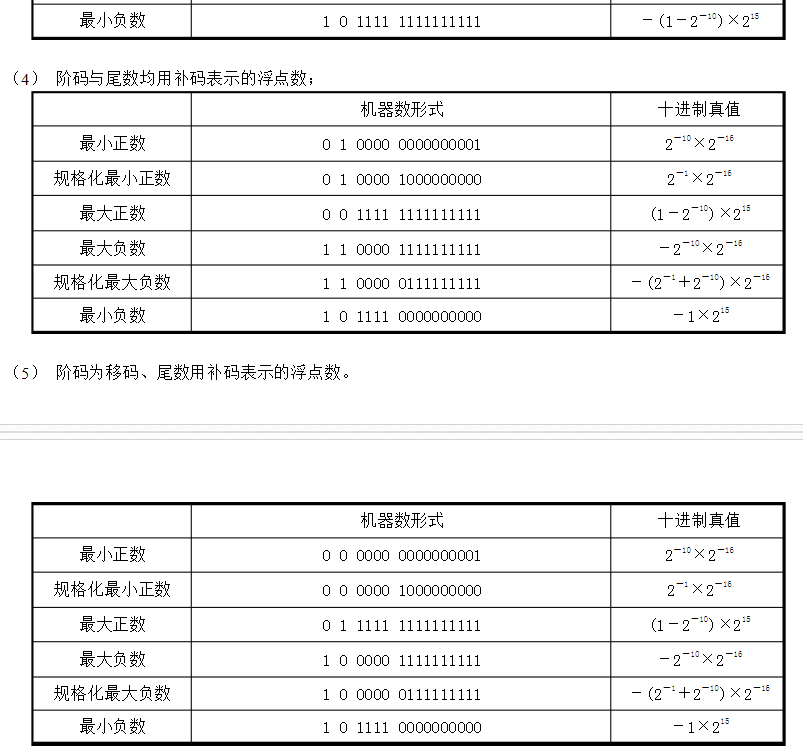 最小负数 1 0 1111 1111111111 －(1－2⁻¹⁰)×2¹⁵
（4） 阶码与尾数均用补码表示的浮点数；
机器数形式 十进制真值
最小正数 0 1 0000 0000000001 2⁻¹⁰×2⁻¹⁶
规格化最小正数 0 1 0000 1000000000 2⁻¹×2⁻¹⁶
最大正数 0 0 1111 1111111111 (1－2⁻¹⁰)×2¹⁵
最大负数 1 1 0000 1111111111 －2⁻¹⁰×2⁻¹⁶
规格化最大负数 1 1 0000 0111111111 －(2⁻¹＋2⁻¹⁰)×2⁻¹⁶
最小负数 1 0 1111 0000000000 －1×2¹⁵
（5） 阶码为移码、尾数用补码表示的浮点数。
机器数形式 十进制真值
最小正数 0 0 0000 0000000001 2⁻¹⁰×2⁻¹⁶
规格化最小正数 0 0 0000 1000000000 2⁻¹×2⁻¹⁶
最大正数 0 1 1111 1111111111 (1－2⁻¹⁰)×2¹⁵
最大负数 1 0 0000 1111111111 －2⁻¹⁰×2⁻¹⁶
规格化最大负数 1 0 0000 0111111111 －(2⁻¹＋2⁻¹⁰)×2⁻¹⁶
最小负数 1 0 1111 0000000000 －1×2¹⁵